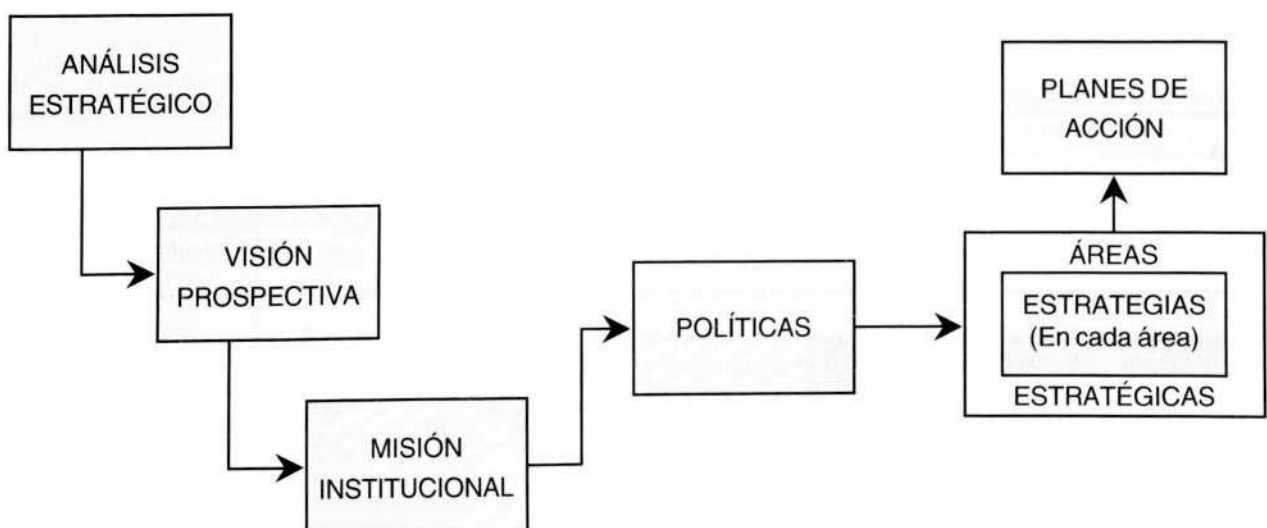 ANÁLISIS
ESTRATÉGICO
VISIÓN
PROSPECTIVA
MISIÓN
INSTITUCIONAL
POLÍTICAS
ÁREAS
ESTRATEGIAS
(En cada área)
ESTRATÉGICAS
PLANES DE
ACCIÓN